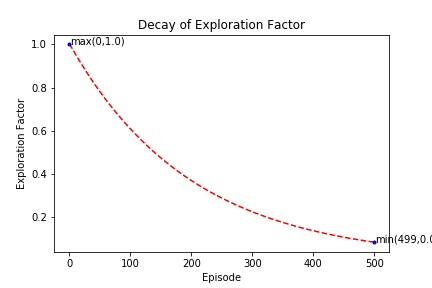 Decay of Exploration Factor
max(0,1.0)
1.0
0.8
0.6
0.4
0.2
Exploration Factor
min(499,0.0
0
100
200
300
400
500
Episode